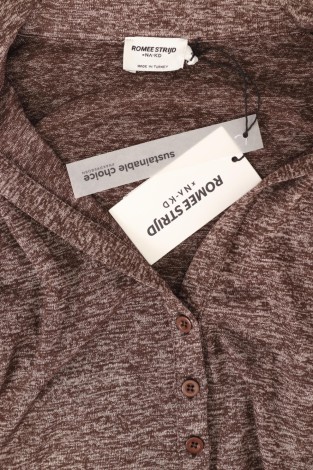 ROMEE STRIJD
×NA-KD
MADE IN TURKEY
sustainable choice
ROMEE STRIJD
×NA-KD